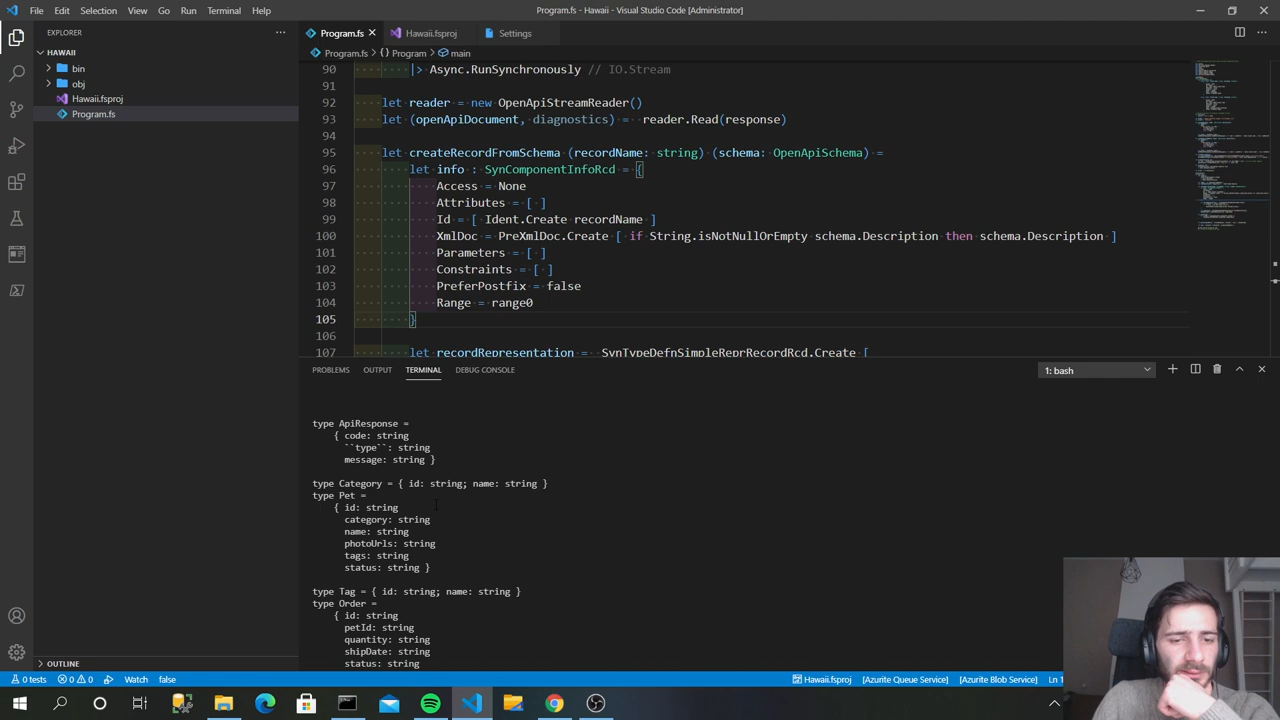 File Edit Selection View Go Run Terminal Help
Program.fs - Hawaii - Visual Studio Code [Administrator]
EXPLORER
HAWAII
bin
obj
Hawaii.fsproj
Program.fs
OUTLINE
Program.fs
Hawaii.fsproj
Settings
Program.fs > {} Program > main
90 |> Async.RunSynchronously // IO.Stream
91
92 let reader = new OpenApiStreamReader()
93 let (openApiDocument, diagnostics) = reader.Read(response)
94
95 let createRecordFromSchema (recordName: string) (schema: OpenApiSchema) =
96 let info : SynComponentInfoRcd = {
97 Access = None
98 Attributes = [ ]
99 Id = [ Ident.Create recordName ]
100 XmlDoc = PreXmlDoc.Create [ if String.isNotNullOrEmpty schema.Description then schema.Description ]
101 Parameters = [ ]
102 Constraints = [ ]
103 PreferPostfix = false
104 Range = range0
105 }
106
107 let recordRepresentation = SynTypeDefnSimpleReprRecordRcd.Create [
PROBLEMS OUTPUT TERMINAL DEBUG CONSOLE
1: bash
type ApiResponse =
{ code: string
``type``: string
message: string }
type Category = { id: string; name: string }
type Pet =
{ id: string
category: string
name: string
photoUrls: string
tags: string
status: string }
type Tag = { id: string; name: string }
type Order =
{ id: string
petId: string
quantity: string
shipDate: string
status: string
0 tests 0 0 Watch false
Hawaii.fsproj [Azurite Queue Service] [Azurite Blob Service] Ln 1